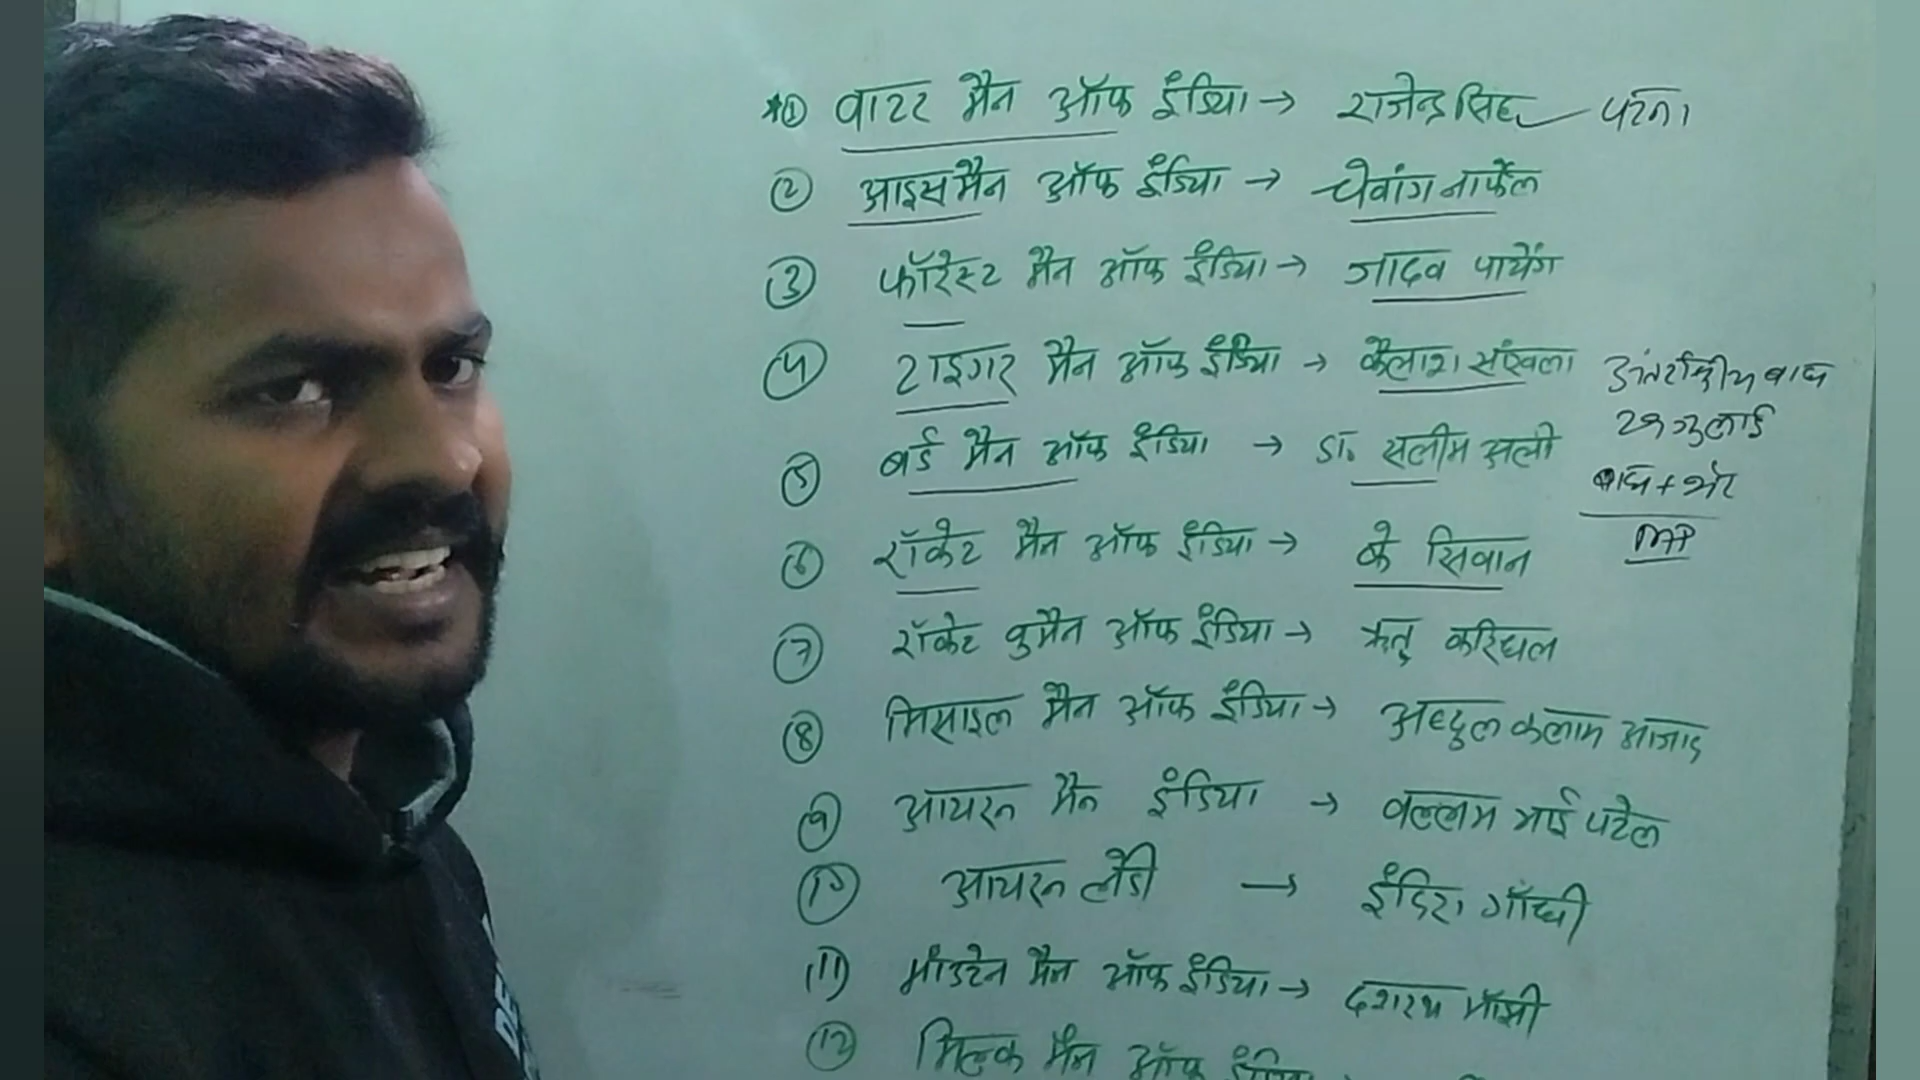 *① वाटर मैन ऑफ इंडिया → राजेन्द्र सिंह - पटना
② आइसमैन ऑफ इंडिया → चेवांग नार्फेल
③ फॉरेस्ट मैन ऑफ इंडिया → जादव पायेंग
④ टाइगर मैन ऑफ इंडिया → कैलाश संखला
अंतर्राष्ट्रीय बाघ
29 जुलाई
⑤ बर्ड मैन ऑफ इंडिया → डॉ. सलीम अली
बाघ + शेर
MP
⑥ रॉकेट मैन ऑफ इंडिया → के सिवान
⑦ रॉकेट वुमैन ऑफ इंडिया → ऋतु करिधल
⑧ मिसाइल मैन ऑफ इंडिया → अब्दुल कलाम आजाद
⑨ आयरन मैन इंडिया → वल्लभ भाई पटेल
⑩ आयरन लेडी → इंदिरा गाँधी
(11) माउंटेन मैन ऑफ इंडिया → दशरथ माँझी
⑫ मिल्क मैन ऑफ इंडिया